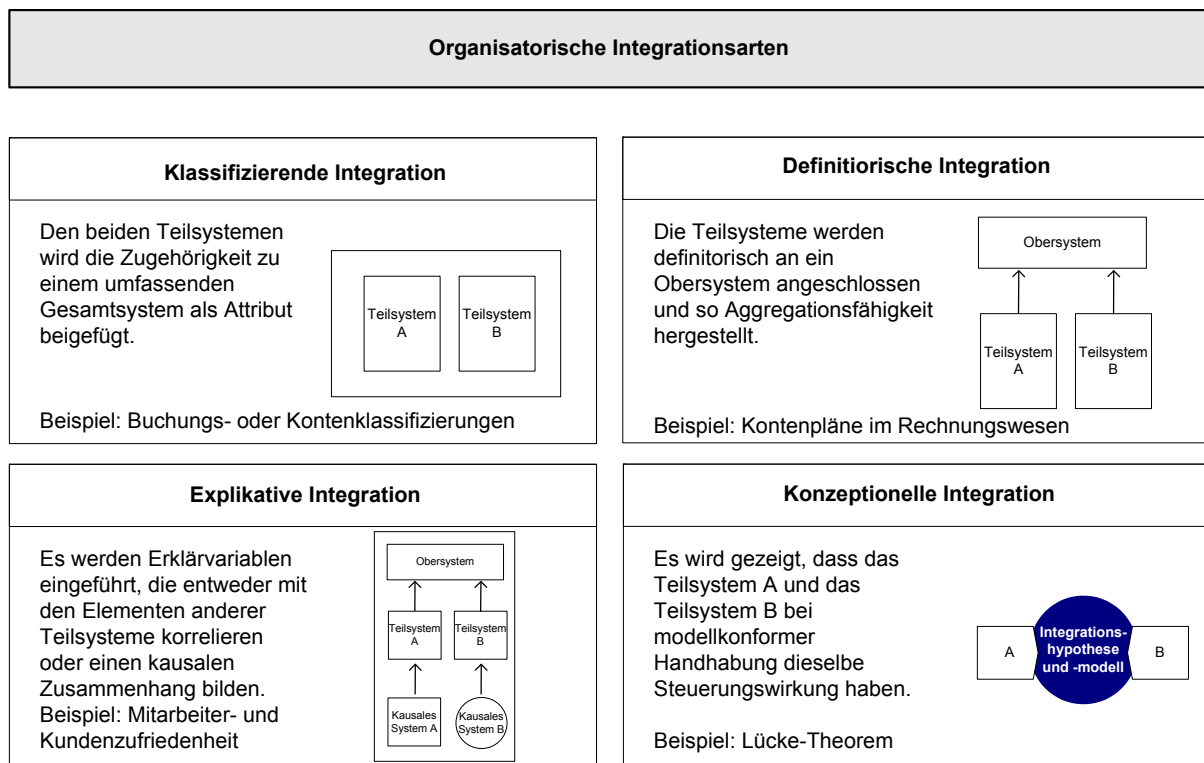 Organisatorische Integrationsarten
Klassifizierende Integration
Den beiden Teilsystemen
wird die Zugehörigkeit zu
einem umfassenden
Gesamtsystem als Attribut
beigefügt.
Teilsystem
A
Teilsystem
B
Beispiel: Buchungs- oder Kontenklassifizierungen
Definitiorische Integration
Die Teilsysteme werden
definitorisch an ein
Obersystem angeschlossen
und so Aggregationsfähigkeit
hergestellt.
Obersystem
Teilsystem
A
Teilsystem
B
Beispiel: Kontenpläne im Rechnungswesen
Explikative Integration
Es werden Erklärvariablen
eingeführt, die entweder mit
den Elementen anderer
Teilsysteme korrelieren
oder einen kausalen
Zusammenhang bilden.
Beispiel: Mitarbeiter- und
Kundenzufriedenheit
Obersystem
Teilsystem
A
Teilsystem
B
Kausales
System A
Kausales
System B
Konzeptionelle Integration
Es wird gezeigt, dass das
Teilsystem A und das
Teilsystem B bei
modellkonformer
Handhabung dieselbe
Steuerungswirkung haben.
A
Integrations-
hypothese
und -modell
B
Beispiel: Lücke-Theorem